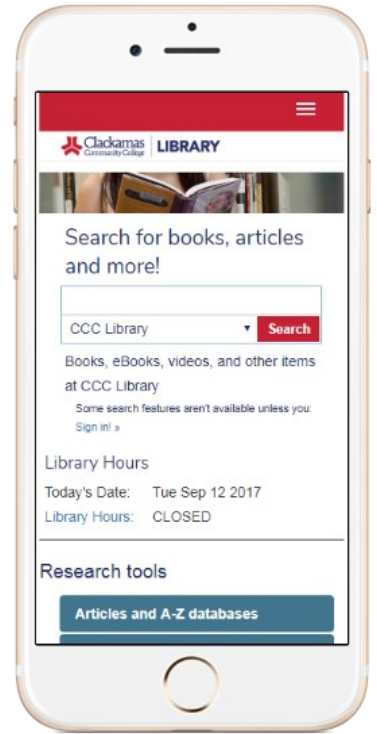 Clackamas
Community College
LIBRARY
Search for books, articles
and more!
CCC Library ▾ Search
Books, eBooks, videos, and other items
at CCC Library
Some search features aren't available unless you:
Sign in! »
Library Hours
Today's Date: Tue Sep 12 2017
Library Hours: CLOSED
Research tools
Articles and A-Z databases